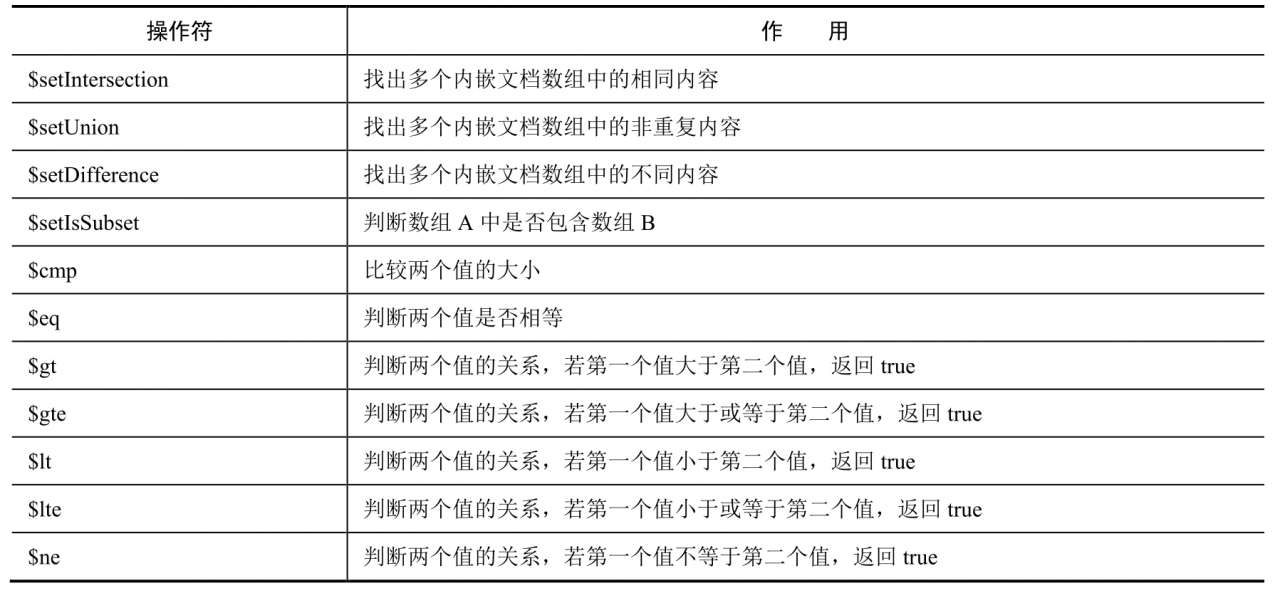 操作符 作 用
$setIntersection 找出多个内嵌文档数组中的相同内容
$setUnion 找出多个内嵌文档数组中的非重复内容
$setDifference 找出多个内嵌文档数组中的不同内容
$setIsSubset 判断数组 A 中是否包含数组 B
$cmp 比较两个值的大小
$eq 判断两个值是否相等
$gt 判断两个值的关系，若第一个值大于第二个值，返回 true
$gte 判断两个值的关系，若第一个值大于或等于第二个值，返回 true
$lt 判断两个值的关系，若第一个值小于第二个值，返回 true
$lte 判断两个值的关系，若第一个值小于或等于第二个值，返回 true
$ne 判断两个值的关系，若第一个值不等于第二个值，返回 true